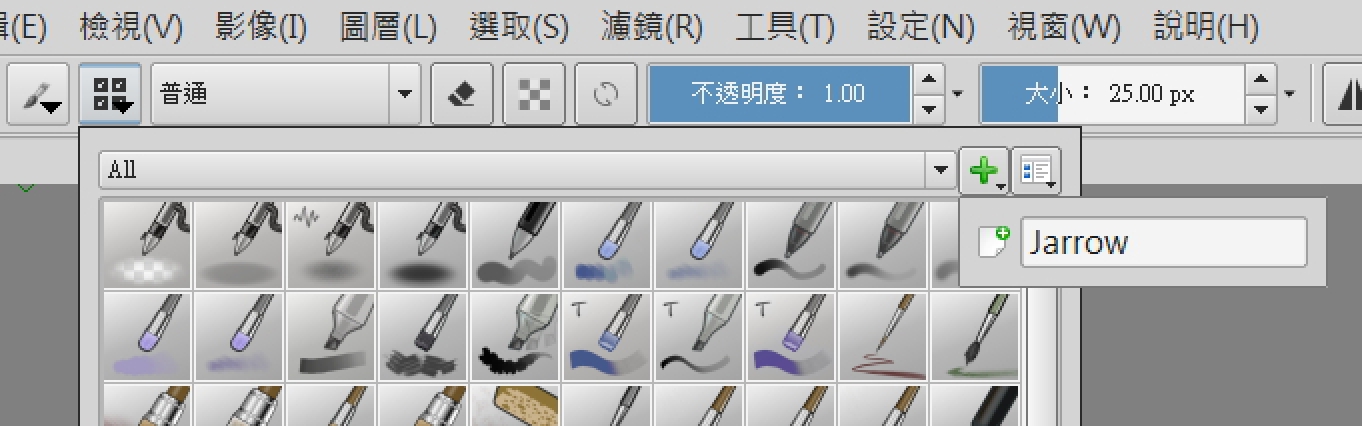 (E) 檢視(V) 影像(I) 圖層(L) 選取(S) 濾鏡(R) 工具(T) 設定(N) 視窗(W) 說明(H)
普通 不透明度： 1.00 大小： 25.00 px
All
Jarrow
T T T